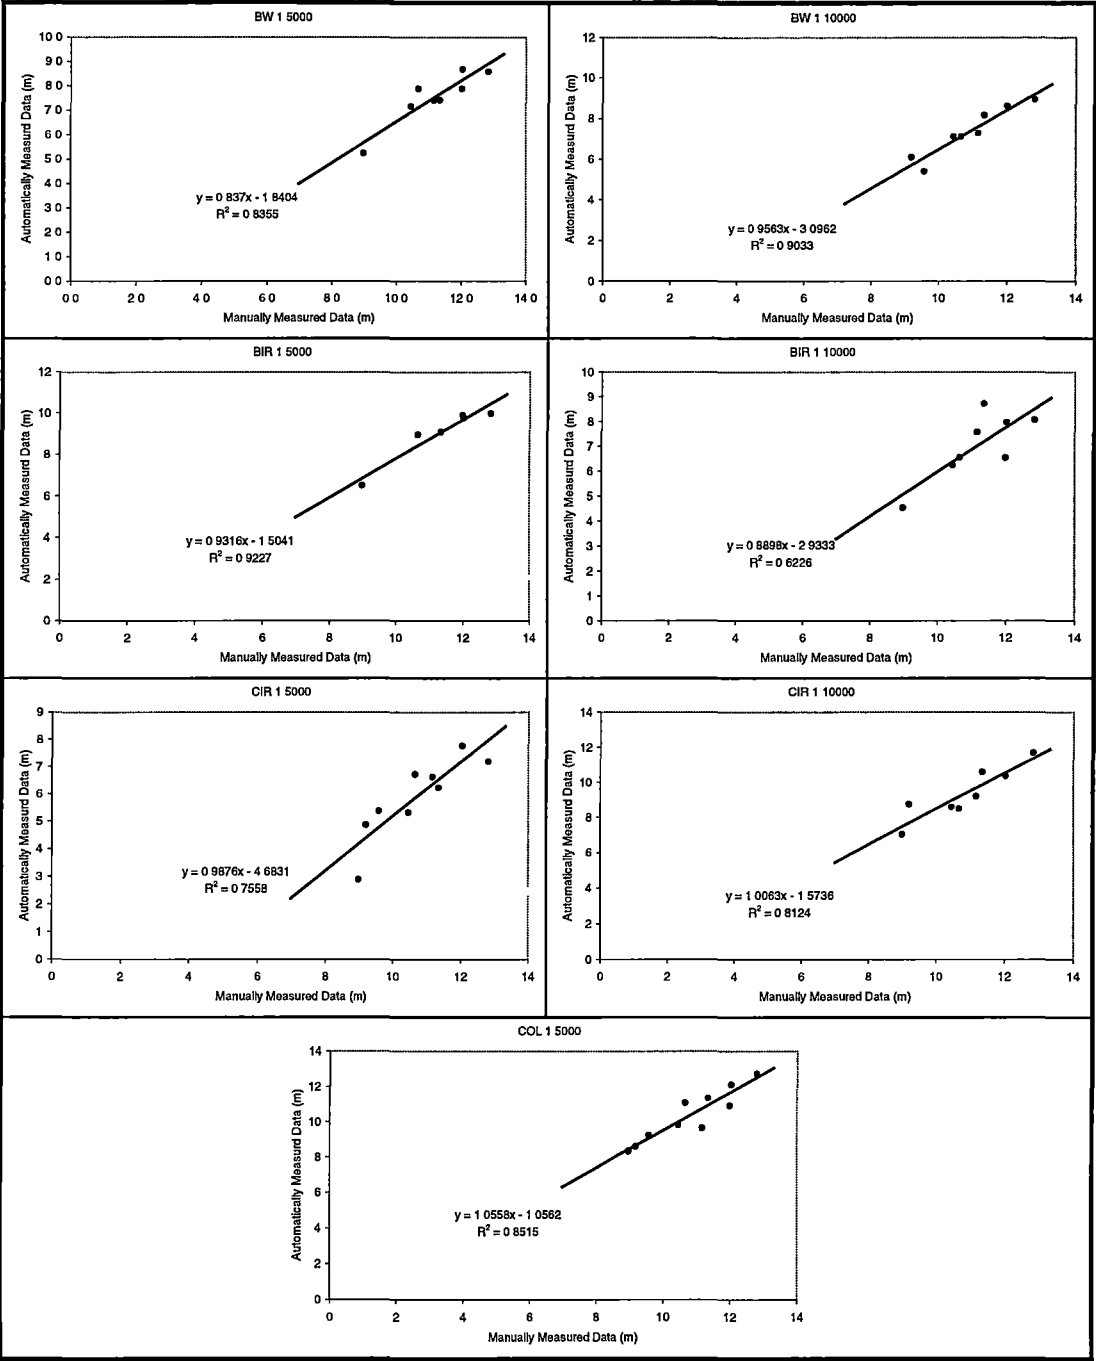 BW 1 5000
Automatically Measurd Data (m)
10 0
9 0
8 0
7 0
6 0
5 0
4 0
3 0
2 0
1 0
0 0
y = 0 837x - 1 8404
R² = 0 8355
0 0 2 0 4 0 6 0 8 0 10 0 12 0 14 0
Manually Measured Data (m)
BW 1 10000
Automatically Measurd Data (m)
12
10
8
6
4
2
0
y = 0 9563x - 3 0962
R² = 0 9033
0 2 4 6 8 10 12 14
Manually Measured Data (m)
BIR 1 5000
Automatically Measurd Data (m)
12
10
8
6
4
2
0
y = 0 9316x - 1 5041
R² = 0 9227
0 2 4 6 8 10 12 14
Manually Measured Data (m)
BIR 1 10000
Automatically Measurd Data (m)
10
9
8
7
6
5
4
3
2
1
0
y = 0 8898x - 2 9333
R² = 0 6226
0 2 4 6 8 10 12 14
Manually Measured Data (m)
CIR 1 5000
Automatically Measurd Data (m)
9
8
7
6
5
4
3
2
1
0
y = 0 9876x - 4 6831
R² = 0 7558
0 2 4 6 8 10 12 14
Manually Measured Data (m)
CIR 1 10000
Automatically Measurd Data (m)
14
12
10
8
6
4
2
0
y = 1 0063x - 1 5736
R² = 0 8124
0 2 4 6 8 10 12 14
Manually Measured Data (m)
COL 1 5000
Automatically Measurd Data (m)
14
12
10
8
6
4
2
0
y = 1 0558x - 1 0562
R² = 0 8515
0 2 4 6 8 10 12 14
Manually Measured Data (m)